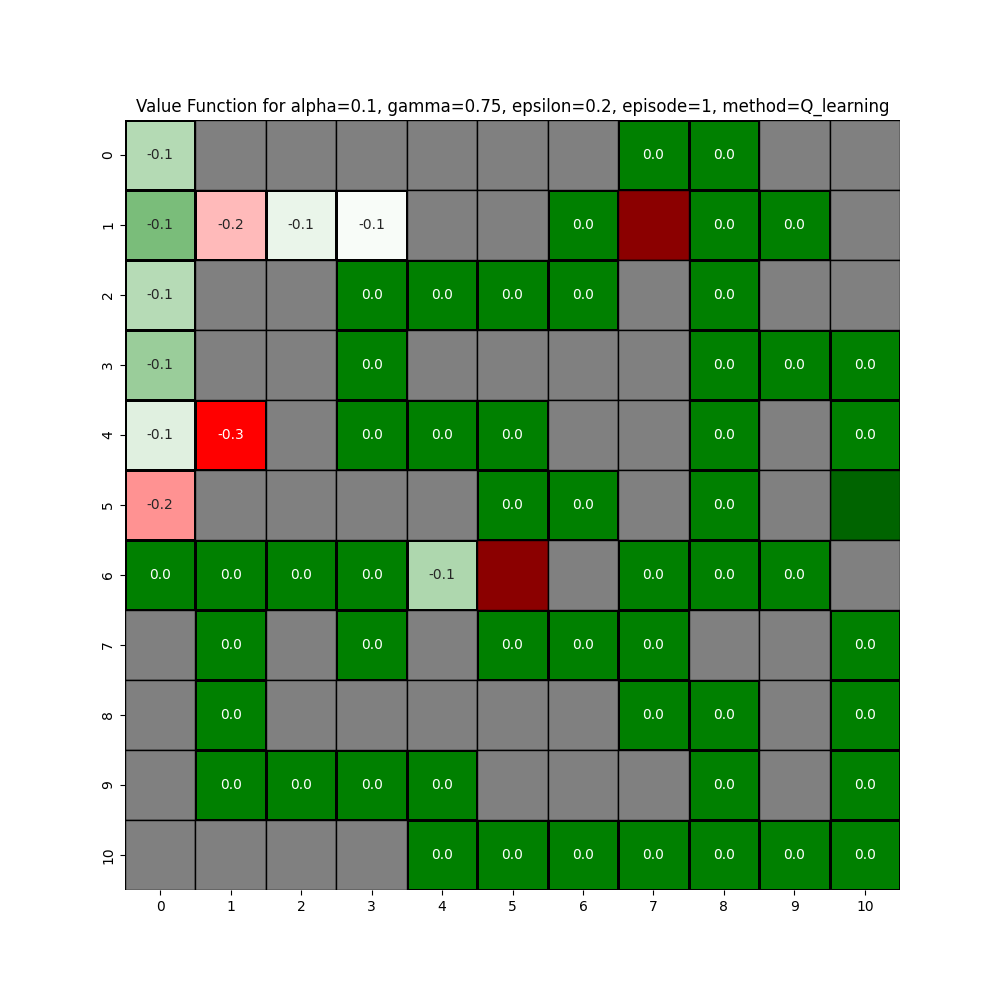 Value Function for alpha=0.1, gamma=0.75, epsilon=0.2, episode=1, method=Q_learning
0 -0.1 0.0 0.0
1 -0.1 -0.2 -0.1 -0.1 0.0 0.0 0.0
2 -0.1 0.0 0.0 0.0 0.0 0.0
3 -0.1 0.0 0.0 0.0 0.0
4 -0.1 -0.3 0.0 0.0 0.0 0.0 0.0
5 -0.2 0.0 0.0 0.0
6 0.0 0.0 0.0 0.0 -0.1 0.0 0.0 0.0
7 0.0 0.0 0.0 0.0 0.0 0.0
8 0.0 0.0 0.0 0.0
9 0.0 0.0 0.0 0.0 0.0 0.0
10 0.0 0.0 0.0 0.0 0.0 0.0 0.0
0 1 2 3 4 5 6 7 8 9 10